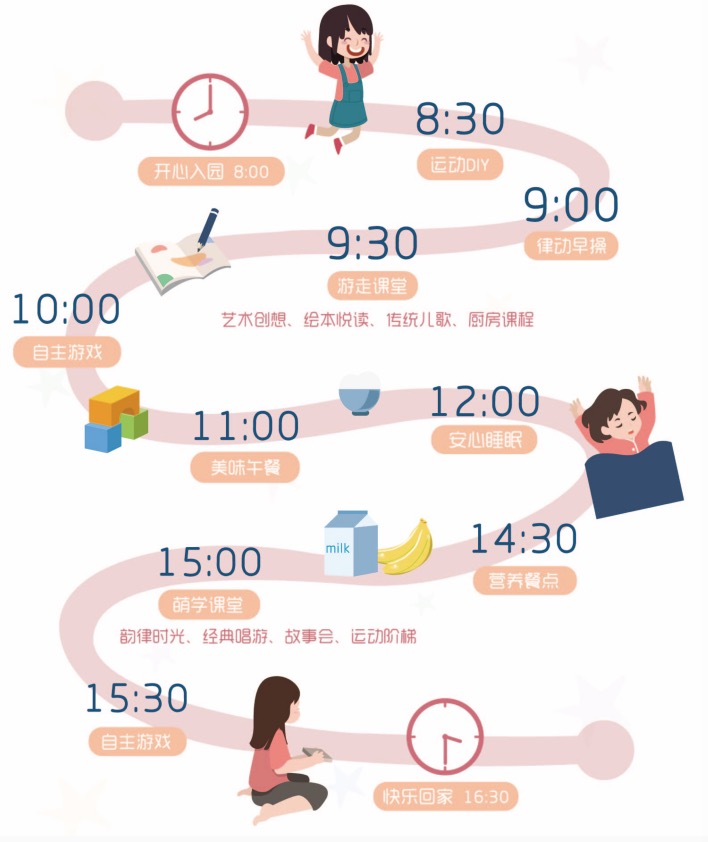 开心入园 8:00
8:30
运动DIY
9:00
律动早操
9:30
游走课堂
艺术创想、绘本悦读、传统儿歌、厨房课程
10:00
自主游戏
11:00
美味午餐
12:00
安心睡眠
14:30
营养餐点
milk
15:00
萌学课堂
韵律时光、经典唱游、故事会、运动阶梯
15:30
自主游戏
快乐回家 16:30